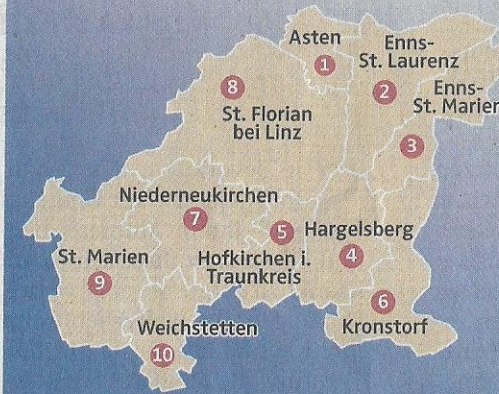 Asten
1
Enns-
St. Laurenz
2
Enns-
St. Marien
3
8
St. Florian
bei Linz
Niederneukirchen
7
5
Hofkirchen i.
Traunkreis
Hargelsberg
4
St. Marien
9
6
Kronstorf
Weichstetten
10